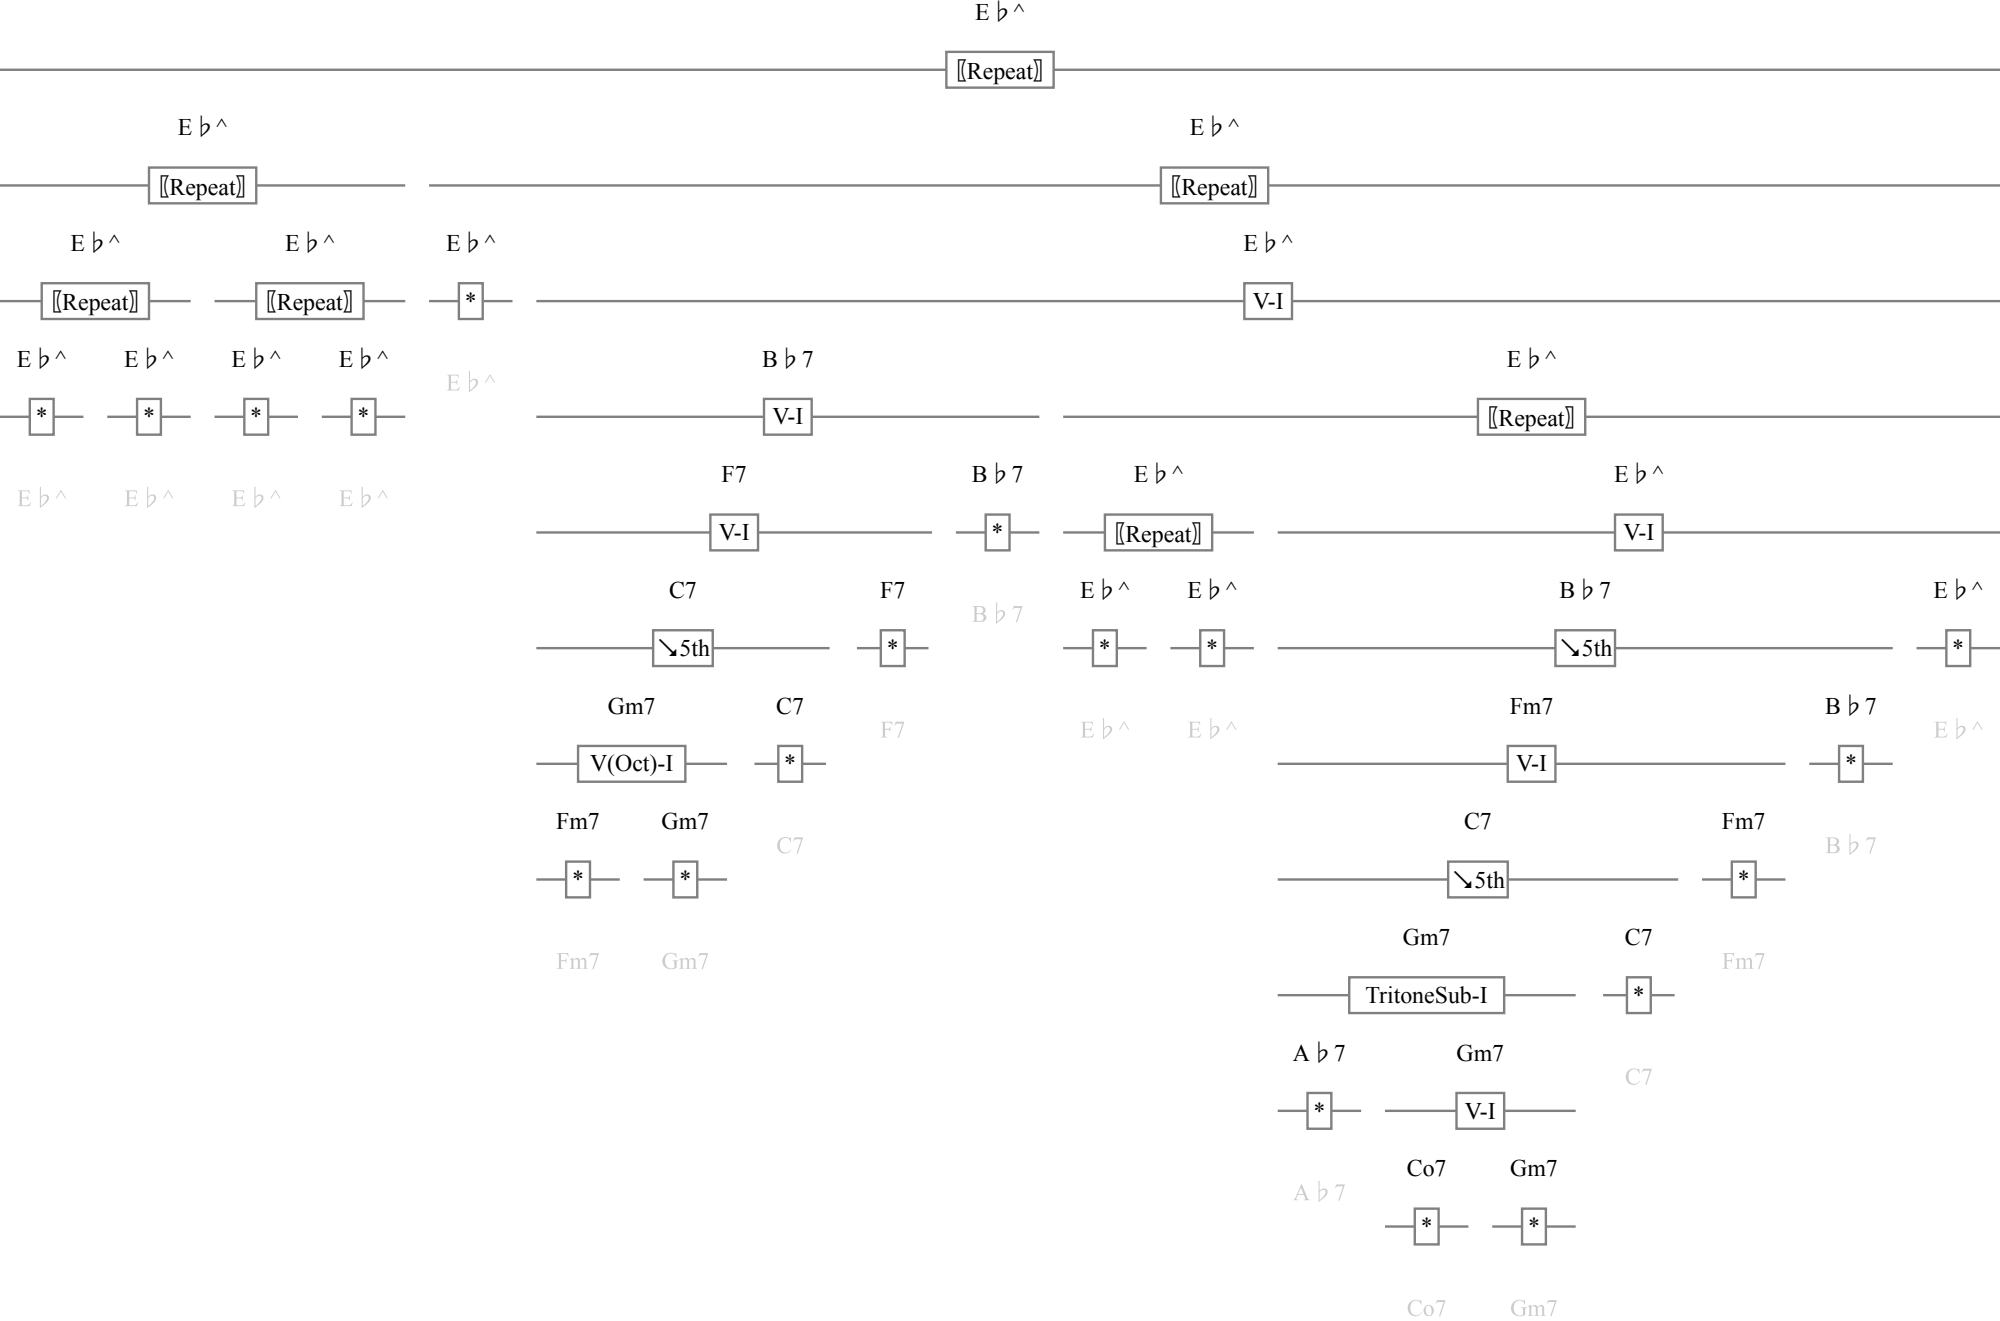 E♭^
⟦Repeat⟧
E♭^ E♭^
⟦Repeat⟧ ⟦Repeat⟧
E♭^ E♭^ E♭^ E♭^
⟦Repeat⟧ ⟦Repeat⟧ * V-I
E♭^ E♭^ E♭^ E♭^ B♭7 E♭^
E♭^
* * * * V-I ⟦Repeat⟧
F7 B♭7 E♭^ E♭^
E♭^ E♭^ E♭^ E♭^
V-I * ⟦Repeat⟧ V-I
C7 F7 E♭^ E♭^ B♭7 E♭^
B♭7
↘5th * * * ↘5th *
Gm7 C7 Fm7 B♭7
F7 E♭^ E♭^ E♭^
V(Oct)-I * V-I *
Fm7 Gm7 C7 Fm7
C7 B♭7
* * ↘5th *
Gm7 C7
Fm7 Gm7 Fm7
TritoneSub-I *
A♭7 Gm7
C7
* V-I
Co7 Gm7
A♭7
* *
Co7 Gm7